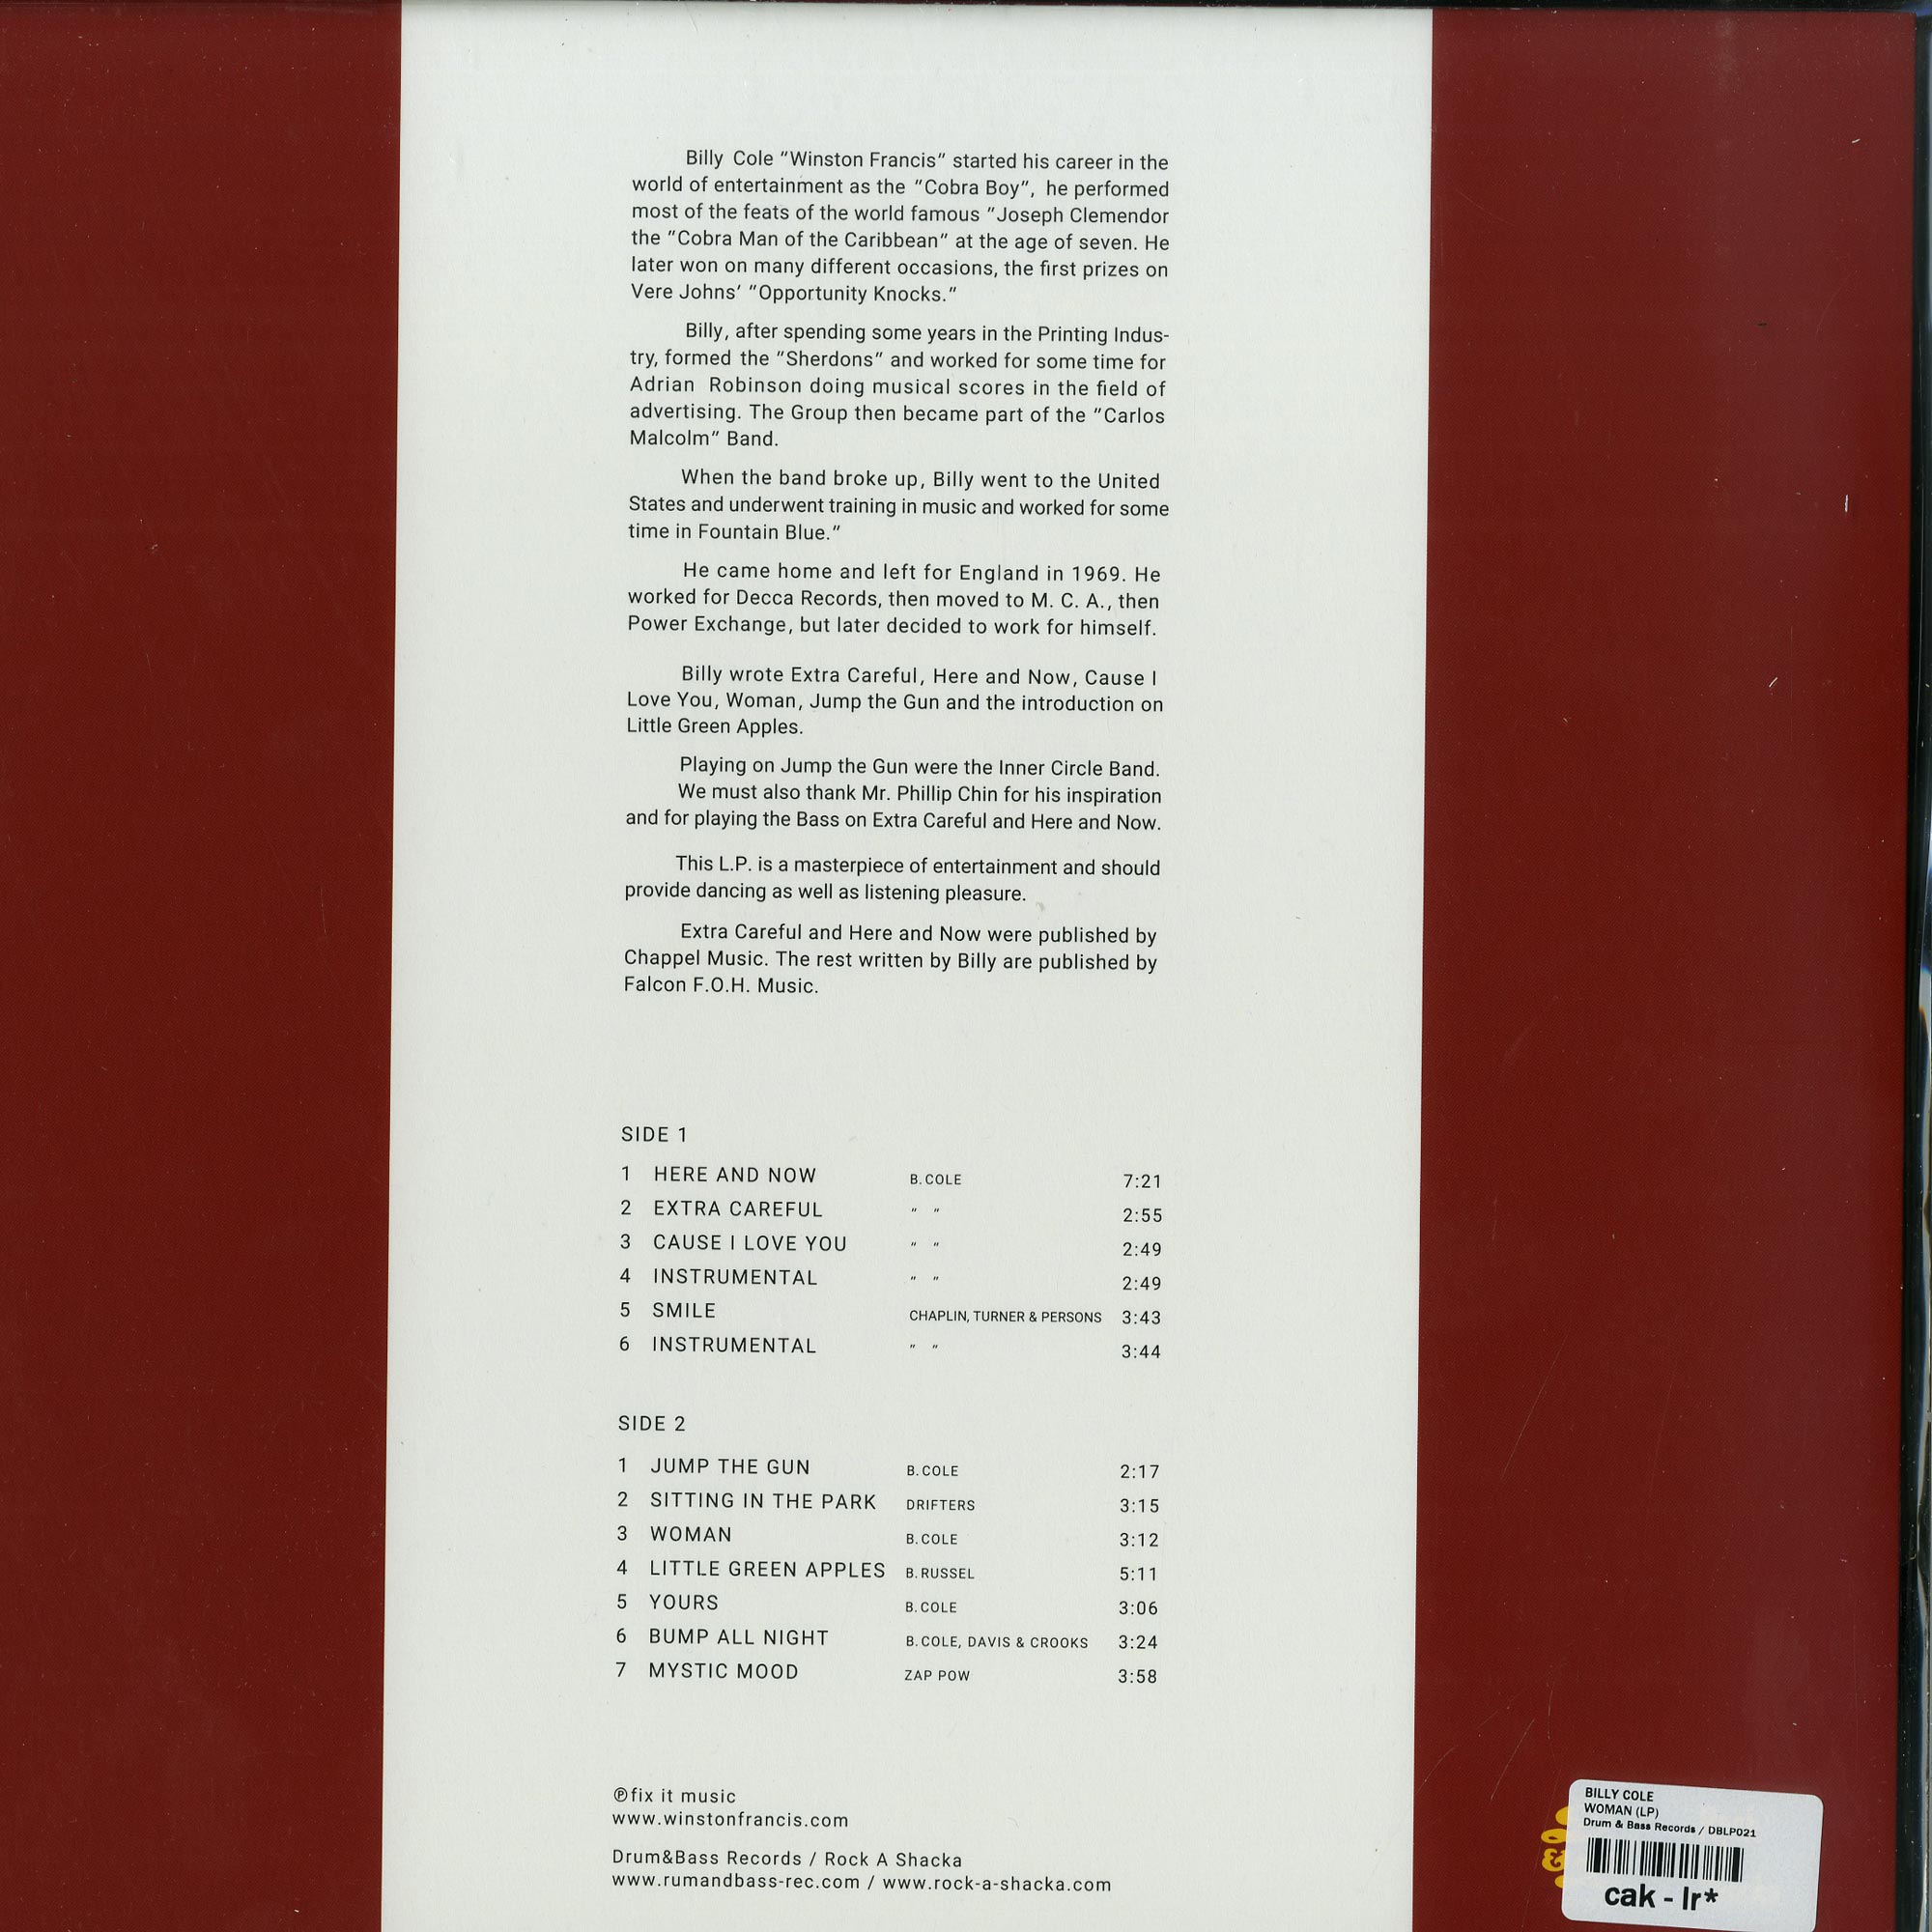 Billy Cole "Winston Francis" started his career in the
world of entertainment as the "Cobra Boy", he performed
most of the feats of the world famous "Joseph Clemendor
the "Cobra Man of the Caribbean" at the age of seven. He
later won on many different occasions, the first prizes on
Vere Johns' "Opportunity Knocks."
Billy, after spending some years in the Printing Indus-
try, formed the "Sherdons" and worked for some time for
Adrian Robinson doing musical scores in the field of
advertising. The Group then became part of the "Carlos
Malcolm" Band.
When the band broke up, Billy went to the United
States and underwent training in music and worked for some
time in Fountain Blue."
He came home and left for England in 1969. He
worked for Decca Records, then moved to M. C. A., then
Power Exchange, but later decided to work for himself.
Billy wrote Extra Careful, Here and Now, Cause I
Love You, Woman, Jump the Gun and the introduction on
Little Green Apples.
Playing on Jump the Gun were the Inner Circle Band.
We must also thank Mr. Phillip Chin for his inspiration
and for playing the Bass on Extra Careful and Here and Now.
This L.P. is a masterpiece of entertainment and should
provide dancing as well as listening pleasure.
Extra Careful and Here and Now were published by
Chappel Music. The rest written by Billy are published by
Falcon F.O.H. Music.
SIDE 1
1 HERE AND NOW B.COLE 7:21
2 EXTRA CAREFUL " " 2:55
3 CAUSE I LOVE YOU " " 2:49
4 INSTRUMENTAL " " 2:49
5 SMILE CHAPLIN, TURNER & PERSONS 3:43
6 INSTRUMENTAL " " 3:44
SIDE 2
1 JUMP THE GUN B.COLE 2:17
2 SITTING IN THE PARK DRIFTERS 3:15
3 WOMAN B.COLE 3:12
4 LITTLE GREEN APPLES B.RUSSEL 5:11
5 YOURS B.COLE 3:06
6 BUMP ALL NIGHT B.COLE, DAVIS & CROOKS 3:24
7 MYSTIC MOOD ZAP POW 3:58
℗fix it music
www.winstonfrancis.com
Drum&Bass Records / Rock A Shacka
www.rumandbass-rec.com / www.rock-a-shacka.com
BILLY COLE
WOMAN (LP)
Drum & Bass Records / DBLP021
cak - lr*
&